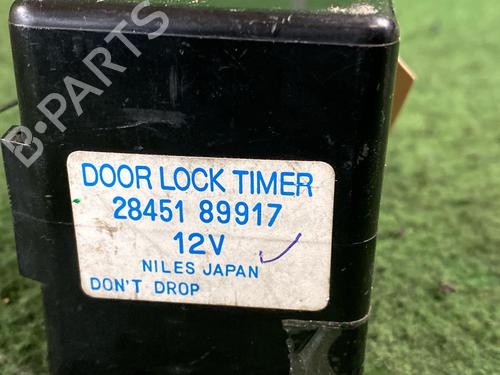 B-PARTS
DOOR LOCK TIMER
28451 89917
12V
NILES JAPAN
DON'T DROP